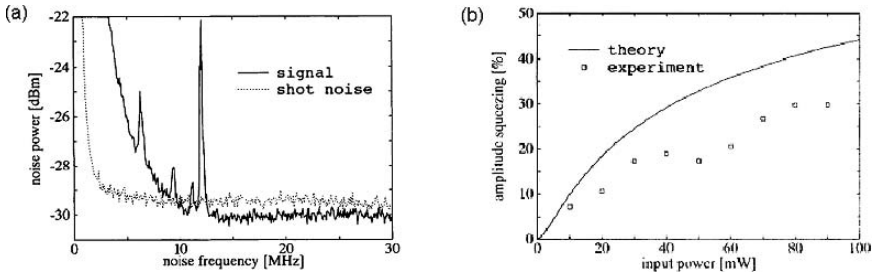 (a)
-22
-24
-26
-28
-30
noise power [dBm]
signal
shot noise
0
10
20
30
noise frequency [MHz]
(b)
50
40
30
20
10
0
amplitude squeezing [%]
theory
experiment
0
20
40
60
80
100
input power [mW]